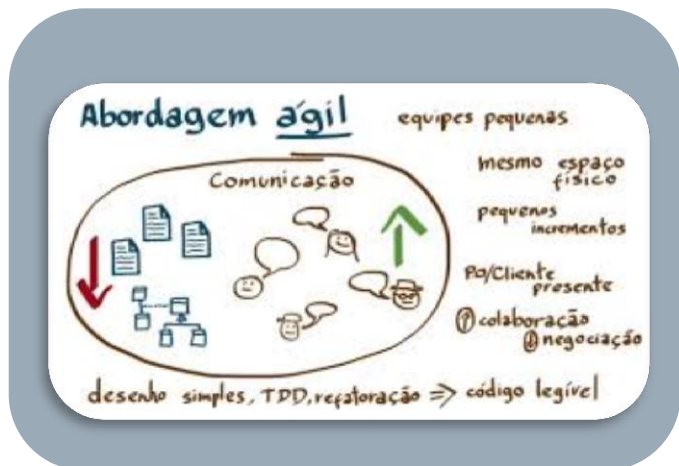 Abordagem ágil
equipes pequenas
Comunicação
mesmo espaço
físico
pequenos
incrementos
PO/Cliente
presente
↑ colaboração
↓ negociação
desenho simples, TDD, refatoração => código legível